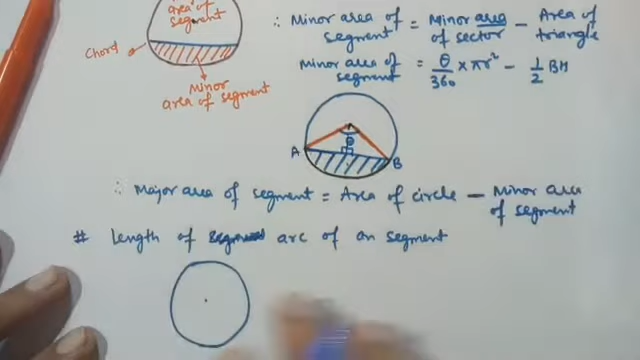 area of
segment
Chord
Minor
area of segment
∴ Minor area of segment = Minor area of sector − Area of triangle
Minor area of segment = θ/360 × πr² − 1/2 BH
A θ B
∴ Major area of segment = Area of circle − Minor area of segment
# Length of arc of an segment